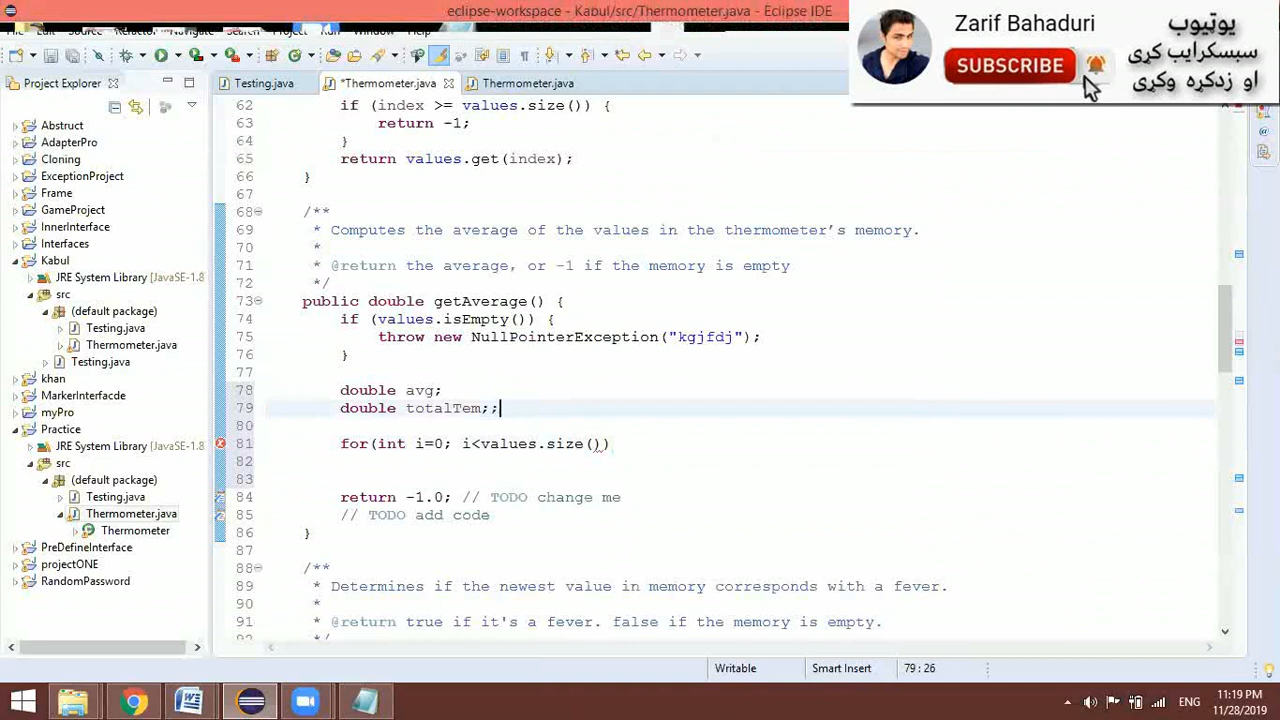 eclipse-workspace - Kabul/src/Thermometer.java - Eclipse IDE
Zarif Bahaduri
SUBSCRIBE
یوټیوب
سبسکرایب کړی
او زدکړه وکړی
Project Explorer
Testing.java
*Thermometer.java
Thermometer.java
Abstruct
AdapterPro
Cloning
ExceptionPro
Frame
GameProject
InnerInterface
Interfaces
Kabul
JRE System Library [JavaSE-1.8
src
(default package)
Testing.java
Thermometer.java
Testing.java
khan
MarkerInterfacde
myPro
Practice
JRE System Library [JavaSE-1.8
src
(default package)
Testing.java
Thermometer.java
Thermometer
PreDefineInterface
projectONE
RandomPassword
62 if (index >= values.size()) {
63 return -1;
64 }
65 return values.get(index);
66 }
67
68 /**
69 * Computes the average of the values in the thermometer’s memory.
70 *
71 * @return the average, or -1 if the memory is empty
72 */
73 public double getAverage() {
74 if (values.isEmpty()) {
75 throw new NullPointerException("kgjfdj");
76 }
77
78 double avg;
79 double totalTem;;
80
81 for(int i=0; i<values.size())
82
83
84 return -1.0; // TODO change me
85 // TODO add code
86 }
87
88 /**
89 * Determines if the newest value in memory corresponds with a fever.
90 *
91 * @return true if it's a fever. false if the memory is empty.
92 */
Writable
Smart Insert
79 : 26
ENG
11:19 PM
11/28/2019